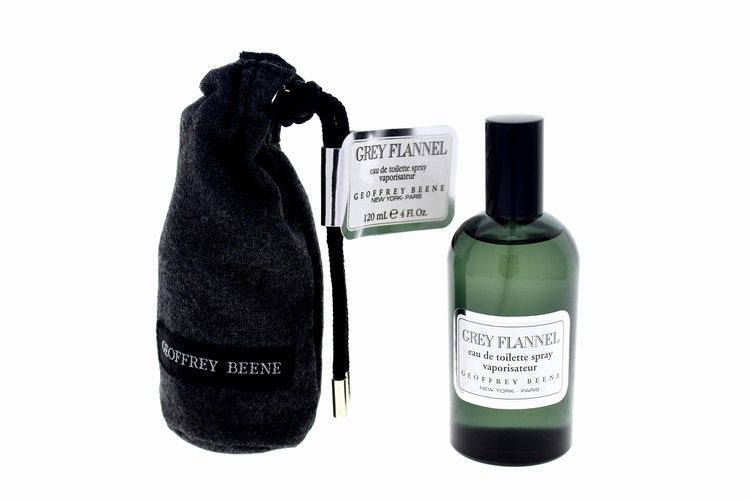 GREY FLANNEL
eau de toilette spray
vaporisateur
GEOFFREY BEENE
NEW YORK - PARIS
120 mL ℮ 4 Fl. Oz.
GEOFFREY BEENE
GREY FLANNEL
eau de toilette spray
vaporisateur
GEOFFREY BEENE
NEW YORK - PARIS